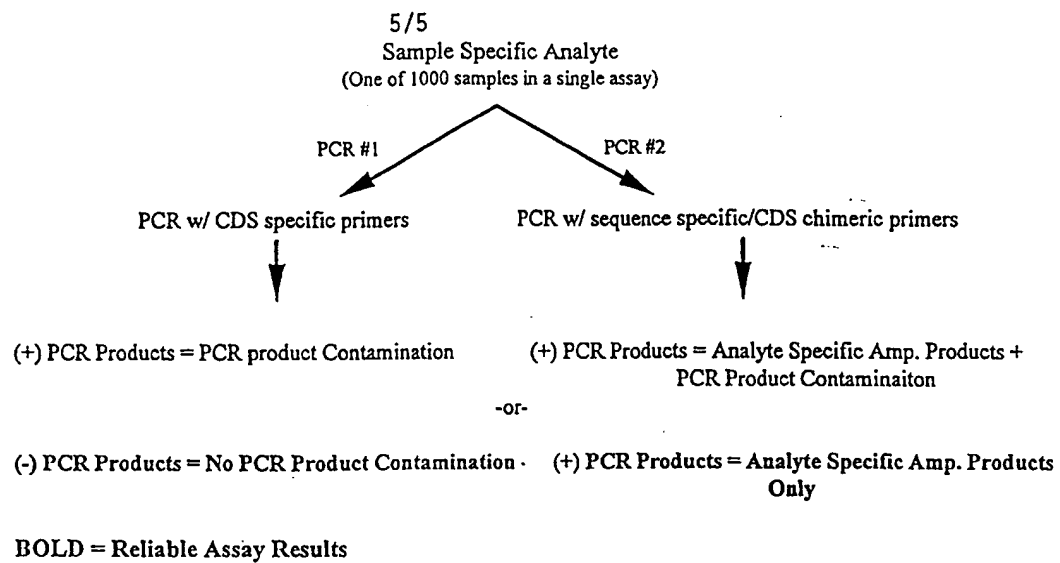 5/5
Sample Specific Analyte
(One of 1000 samples in a single assay)
PCR #1
PCR #2
PCR w/ CDS specific primers
PCR w/ sequence specific/CDS chimeric primers
(+) PCR Products = PCR product Contamination
(+) PCR Products = Analyte Specific Amp. Products +
PCR Product Contaminaiton
-or-
(-) PCR Products = No PCR Product Contamination
(+) PCR Products = Analyte Specific Amp. Products
Only
BOLD = Reliable Assay Results